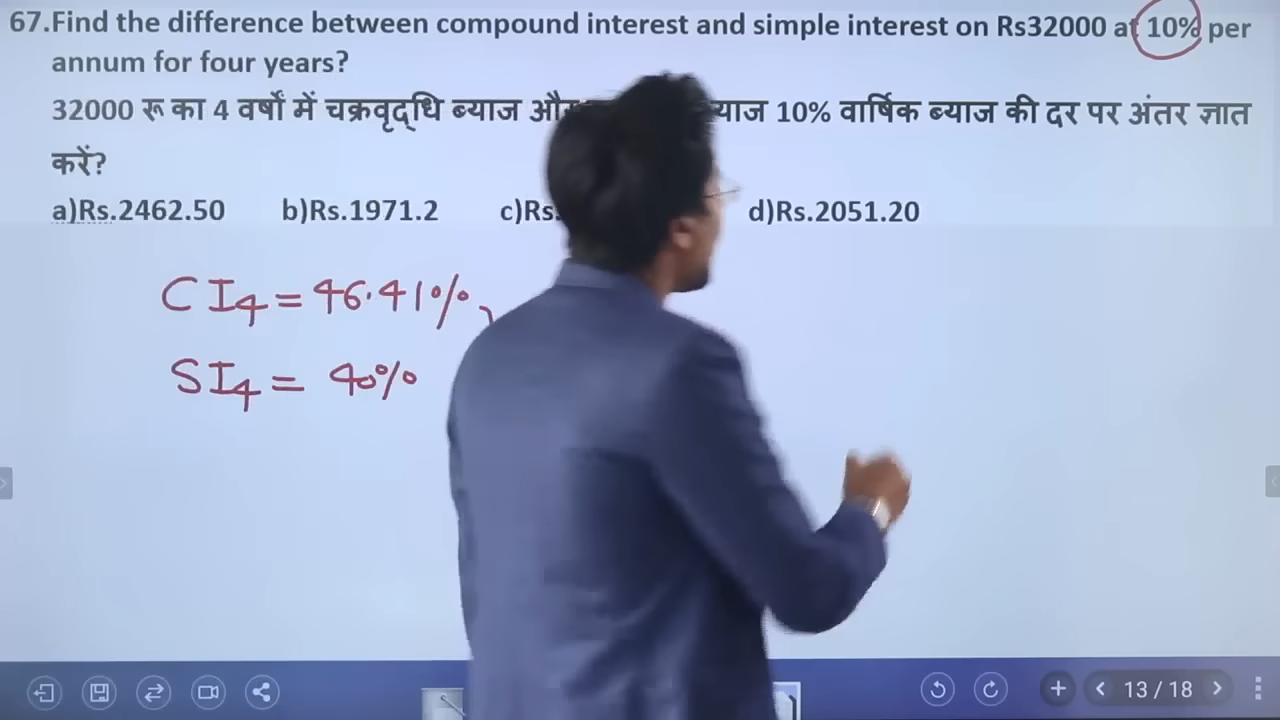 67.Find the difference between compound interest and simple interest on Rs32000 at 10% per
annum for four years?
32000 रू का 4 वर्षों में चक्रवृद्धि ब्याज 10% वार्षिक ब्याज की दर पर अंतर ज्ञात
करें?
a)Rs.2462.50 b)Rs.1971.2 c)Rs. d)Rs.2051.20
CI4 = 46.41%
SI4 = 40%
13 / 18